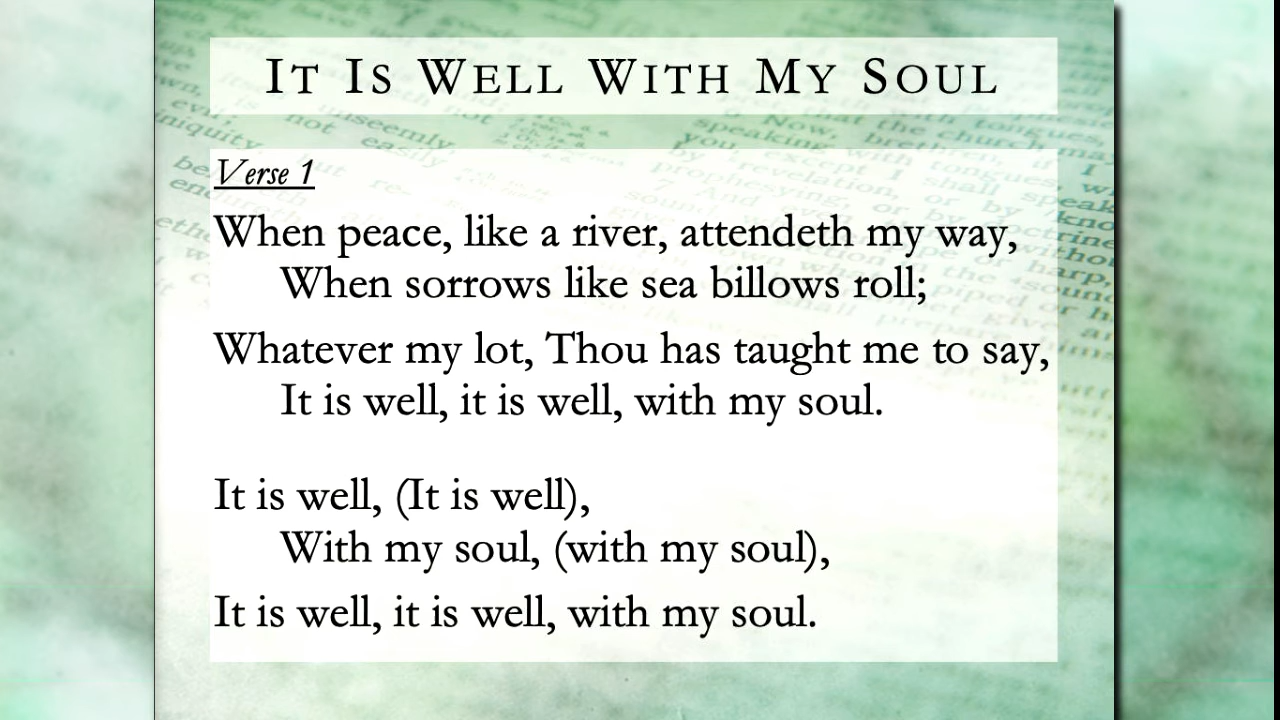 It Is Well With My Soul
Verse 1
When peace, like a river, attendeth my way,
When sorrows like sea billows roll;
Whatever my lot, Thou has taught me to say,
It is well, it is well, with my soul.
It is well, (It is well),
With my soul, (with my soul),
It is well, it is well, with my soul.